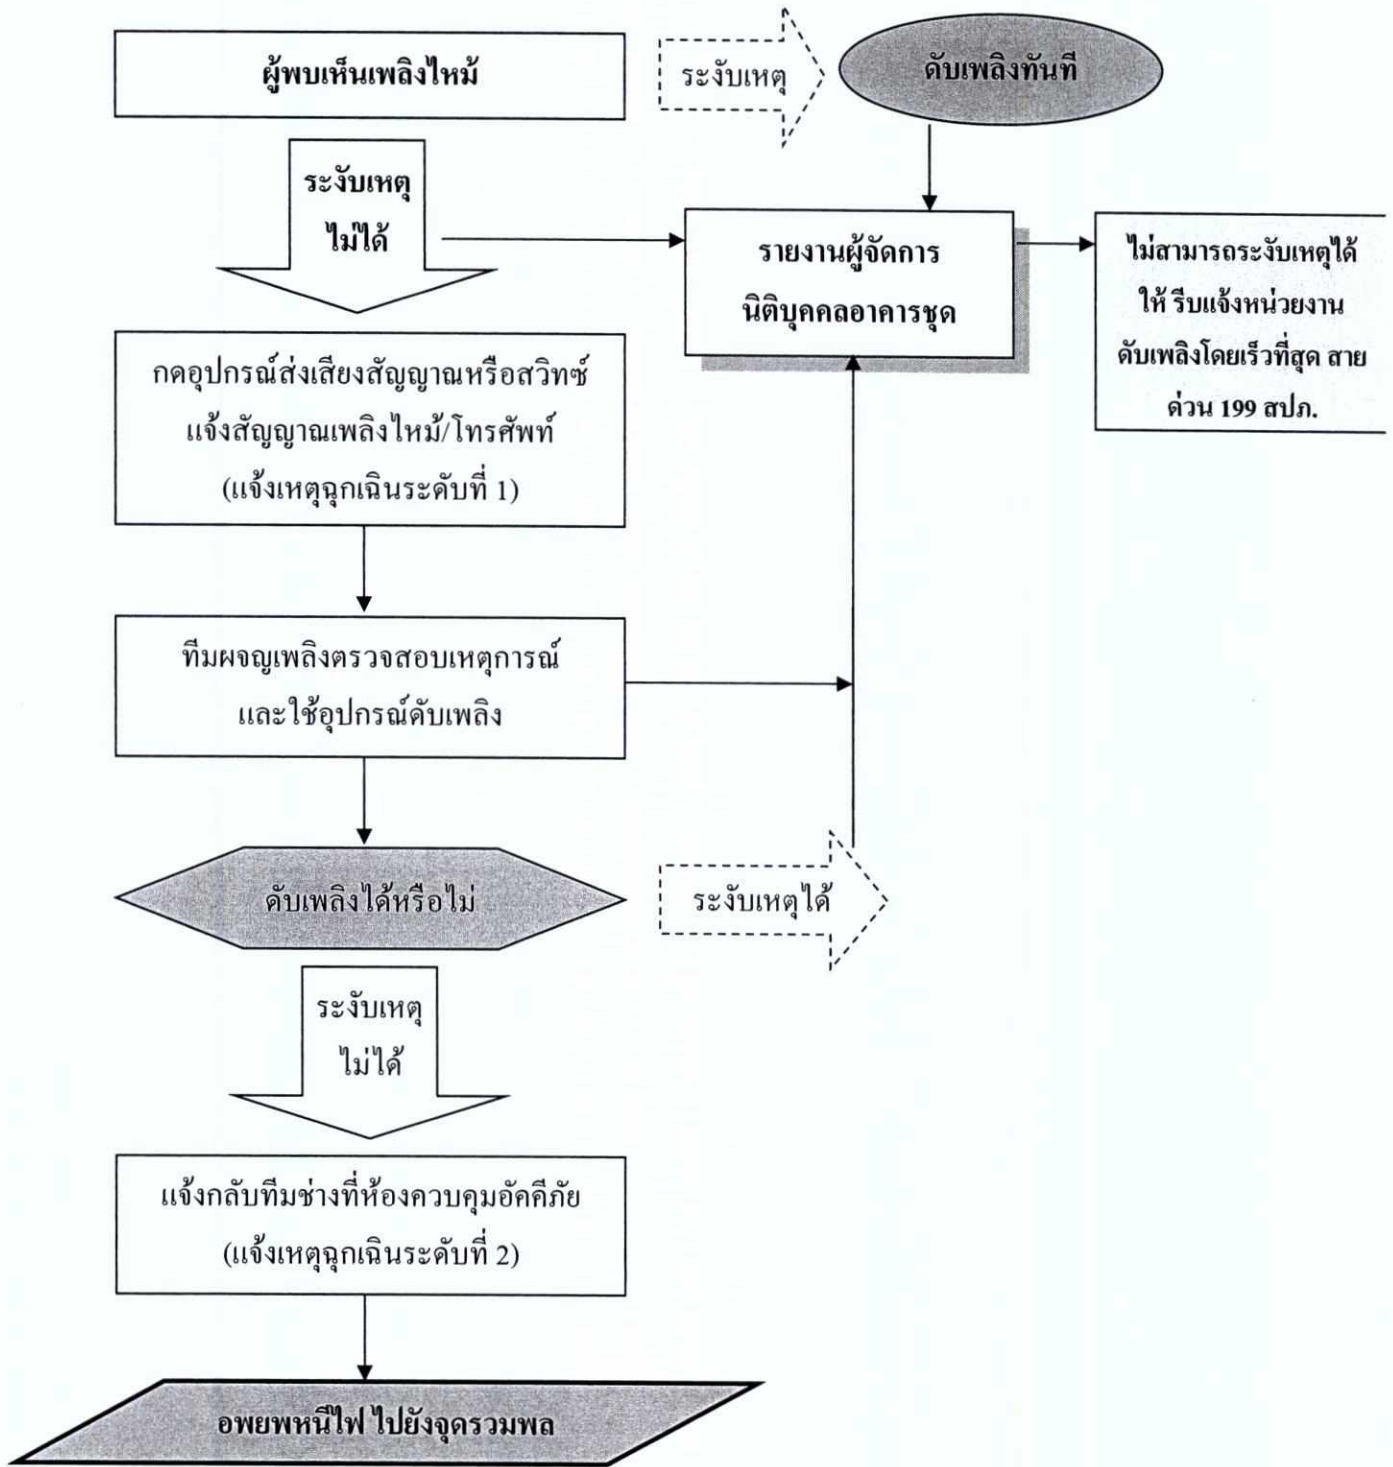 ผู้พบเห็นเพลิงไหม้
ระงับเหตุ
ดับเพลิงทันที
ระงับเหตุ
ไม่ได้
รายงานผู้จัดการ
นิติบุคคลอาคารชุด
ไม่สามารถระงับเหตุได้
ให้ รีบแจ้งหน่วยงาน
ดับเพลิงโดยเร็วที่สุด สาย
ด่วน 199 สปภ.
กดอุปกรณ์ส่งเสียงสัญญาณหรือสวิทซ์
แจ้งสัญญาณเพลิงไหม้/โทรศัพท์
(แจ้งเหตุฉุกเฉินระดับที่ 1)
ทีมผจญเพลิงตรวจสอบเหตุการณ์
และใช้อุปกรณ์ดับเพลิง
ดับเพลิงได้หรือไม่
ระงับเหตุได้
ระงับเหตุ
ไม่ได้
แจ้งกลับทีมช่างที่ห้องควบคุมอัคคีภัย
(แจ้งเหตุฉุกเฉินระดับที่ 2)
อพยพหนีไฟ ไปยังจุดรวมพล